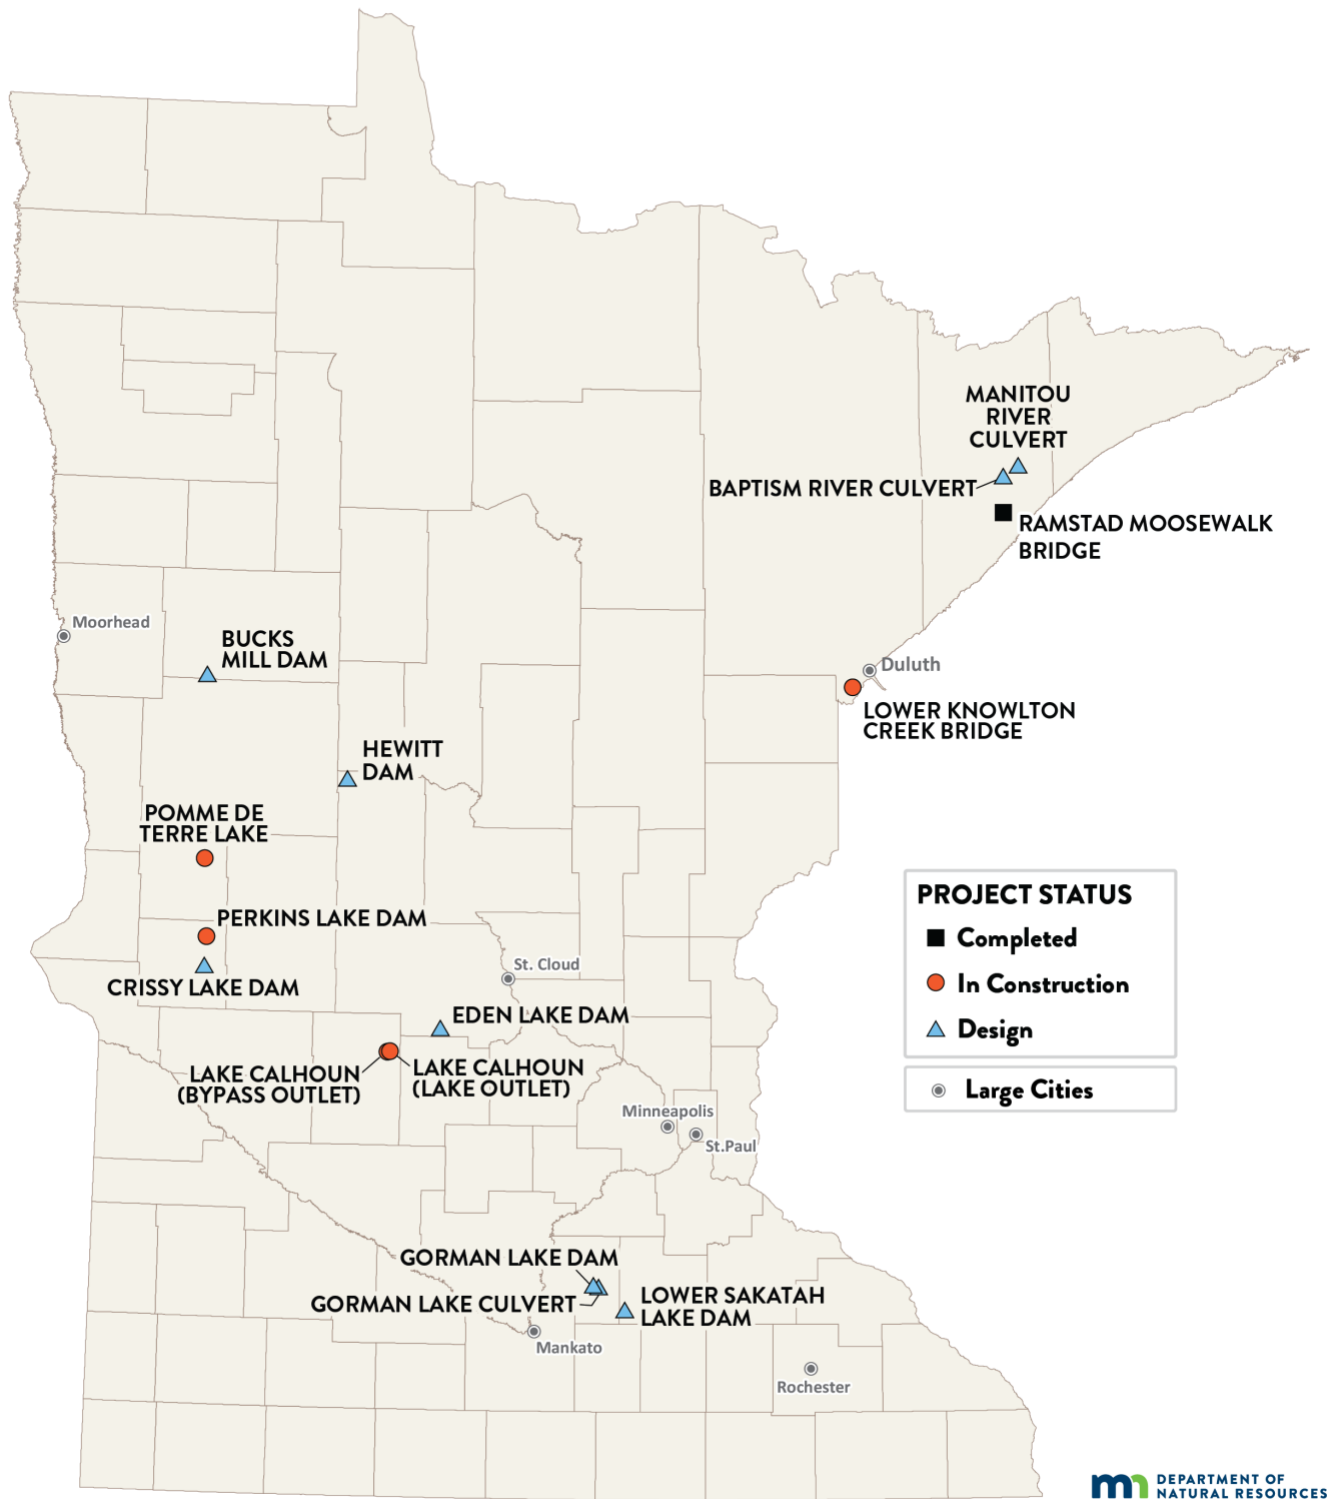 MANITOU
RIVER
CULVERT
BAPTISM RIVER CULVERT
RAMSTAD MOOSEWALK
BRIDGE
Moorhead
BUCKS
MILL DAM
Duluth
LOWER KNOWLTON
CREEK BRIDGE
HEWITT
DAM
POMME DE
TERRE LAKE
PERKINS LAKE DAM
CRISSY LAKE DAM
St. Cloud
EDEN LAKE DAM
LAKE CALHOUN
(BYPASS OUTLET)
LAKE CALHOUN
(LAKE OUTLET)
Minneapolis
St.Paul
PROJECT STATUS
Completed
In Construction
Design
Large Cities
GORMAN LAKE DAM
GORMAN LAKE CULVERT
LOWER SAKATAH
LAKE DAM
Mankato
Rochester
mn DEPARTMENT OF
NATURAL RESOURCES